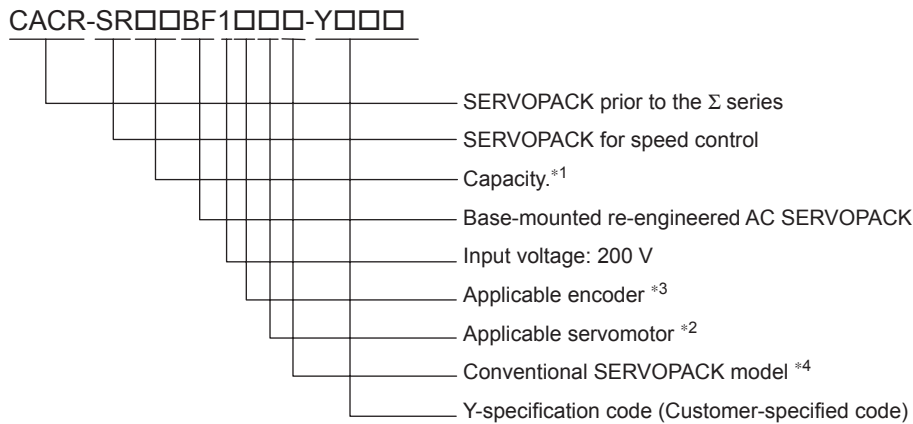 CACR-SR□□BF1□□□-Y□□□
SERVOPACK prior to the Σ series
SERVOPACK for speed control
Capacity.*1
Base-mounted re-engineered AC SERVOPACK
Input voltage: 200 V
Applicable encoder *3
Applicable servomotor *2
Conventional SERVOPACK model *4
Y-specification code (Customer-specified code)